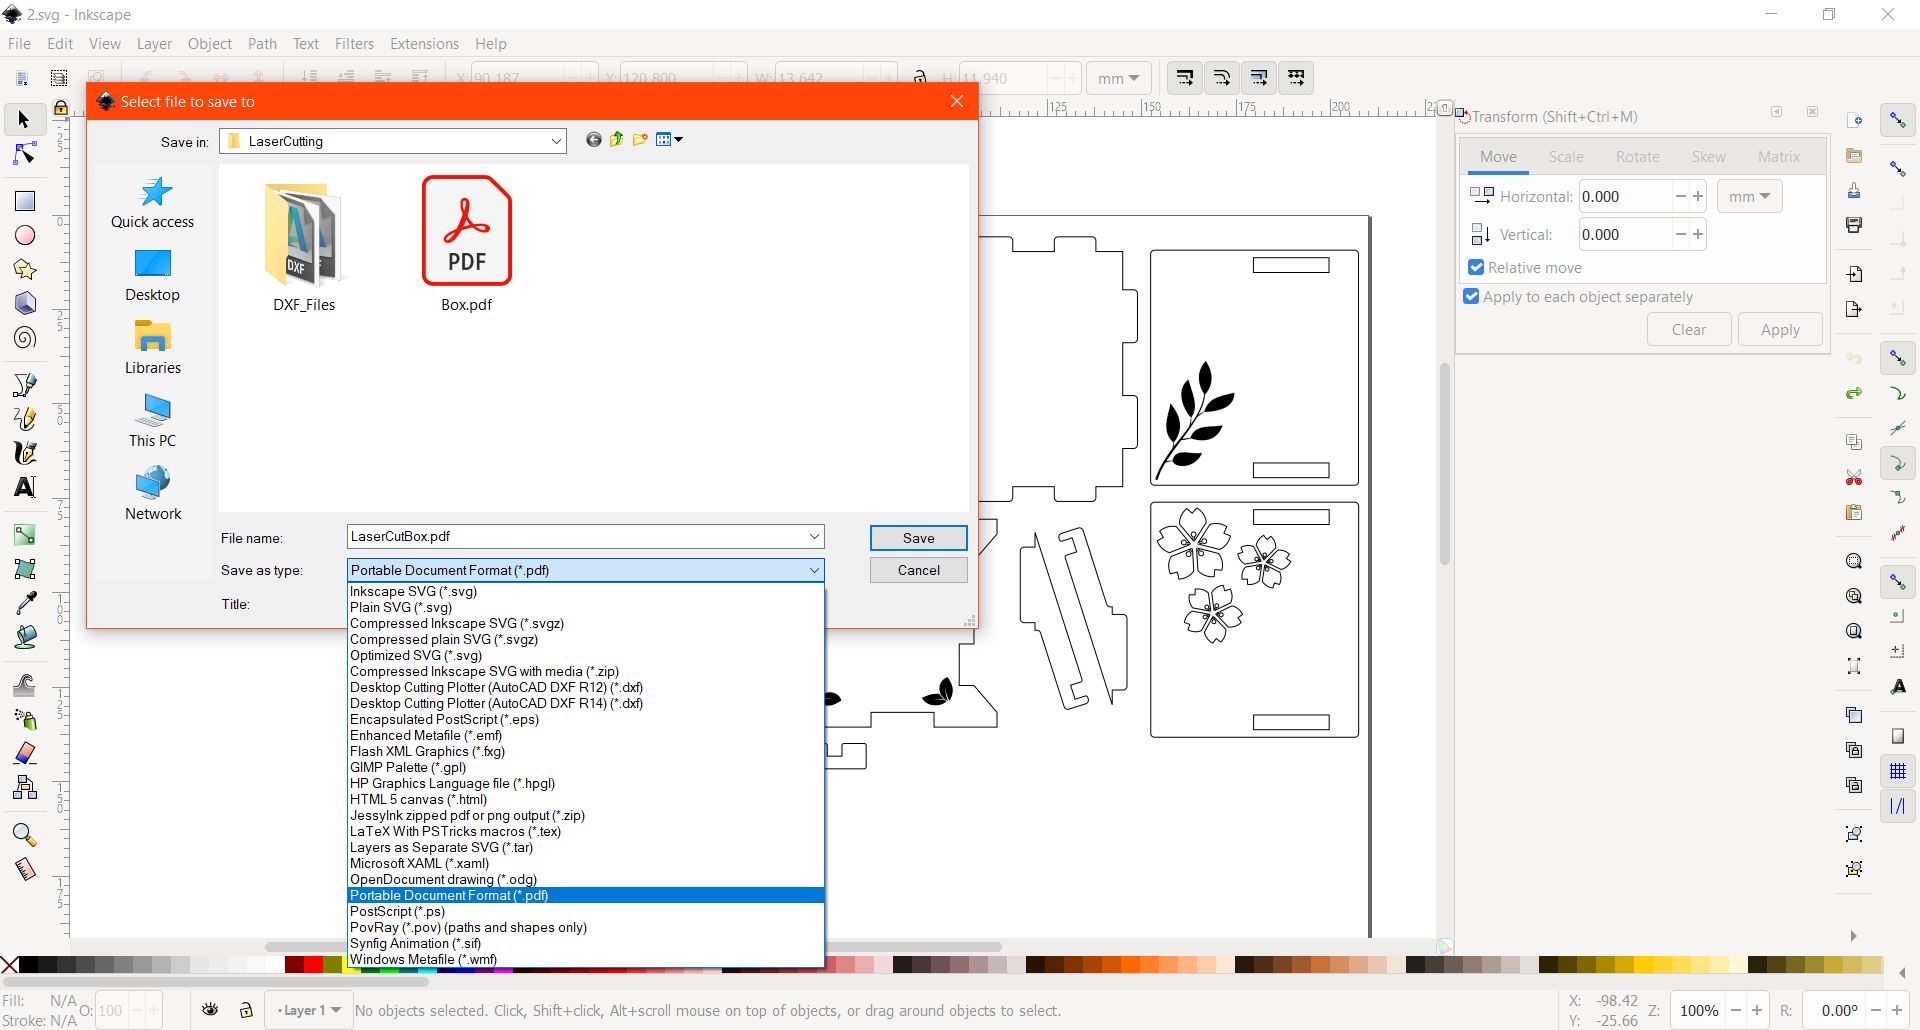 2.svg - Inkscape
File Edit View Layer Object Path Text Filters Extensions Help
X: 90.187 Y: 120.800 W: 13.642 H: 11.940 mm
Select file to save to
Save in: LaserCutting
Quick access
Desktop
Libraries
This PC
Network
DXF
DXF_Files
PDF
Box.pdf
File name: LaserCutBox.pdf Save
Save as type: Portable Document Format (*.pdf) Cancel
Title:
Inkscape SVG (*.svg)
Plain SVG (*.svg)
Compressed Inkscape SVG (*.svgz)
Compressed plain SVG (*.svgz)
Optimized SVG (*.svg)
Compressed Inkscape SVG with media (*.zip)
Desktop Cutting Plotter (AutoCAD DXF R12) (*.dxf)
Desktop Cutting Plotter (AutoCAD DXF R14) (*.dxf)
Encapsulated PostScript (*.eps)
Enhanced Metafile (*.emf)
Flash XML Graphics (*.fxg)
GIMP Palette (*.gpl)
HP Graphics Language file (*.hpgl)
HTML 5 canvas (*.html)
JessyInk zipped pdf or png output (*.zip)
LaTeX With PSTricks macros (*.tex)
Layers as Separate SVG (*.tar)
Microsoft XAML (*.xaml)
OpenDocument drawing (*.odg)
Portable Document Format (*.pdf)
PostScript (*.ps)
PovRay (*.pov) (paths and shapes only)
Synfig Animation (*.sif)
Windows Metafile (*.wmf)
125 150 175 200
Transform (Shift+Ctrl+M)
Move Scale Rotate Skew Matrix
Horizontal: 0.000 mm
Vertical: 0.000
Relative move
Apply to each object separately
Clear Apply
Fill: N/A
Stroke: N/A
O: 100
Layer 1
No objects selected. Click, Shift+click, Alt+scroll mouse on top of objects, or drag around objects to select.
X: -98.42
Y: -25.66
Z: 100%
R: 0.00°